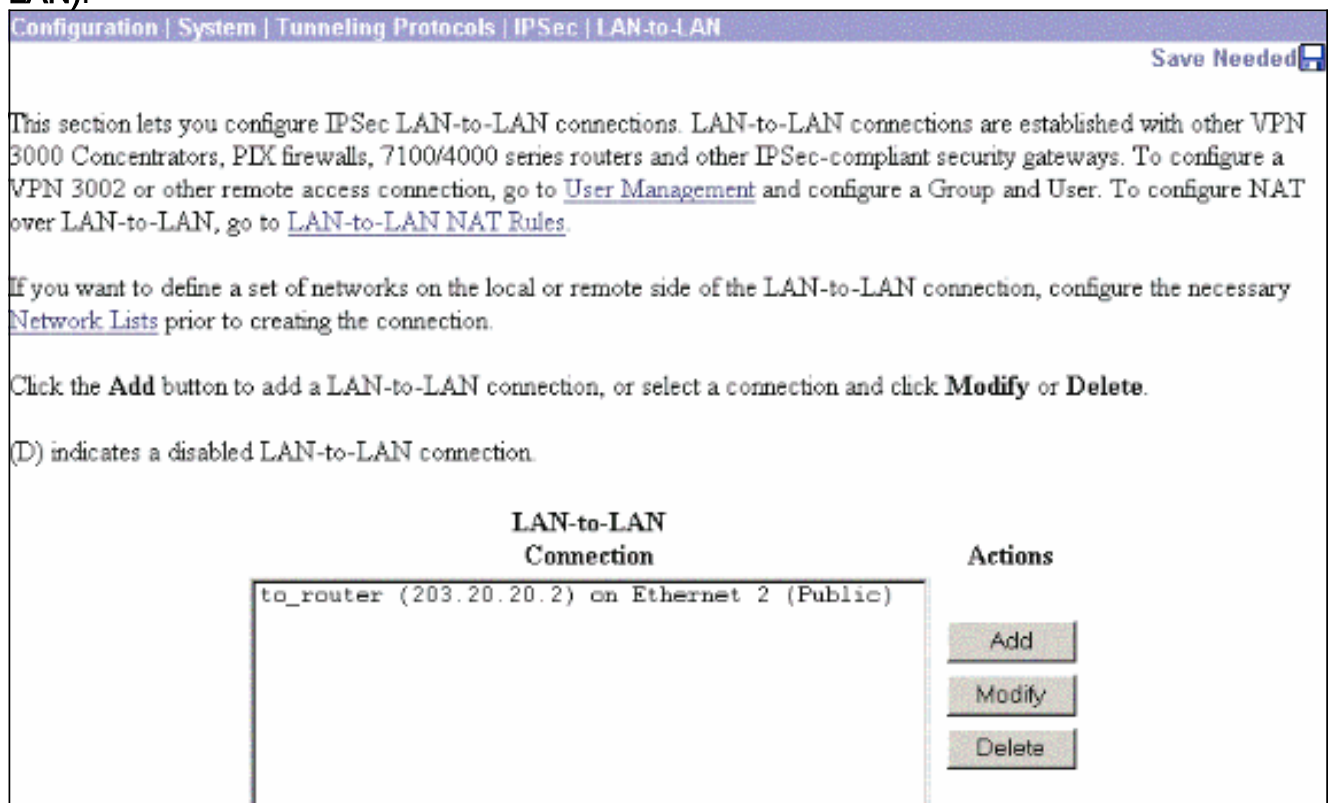 LAN).
Configuration | System | Tunneling Protocols | IPSec | LAN-to-LAN
Save Needed
This section lets you configure IPSec LAN-to-LAN connections. LAN-to-LAN connections are established with other VPN
3000 Concentrators, PIX firewalls, 7100/4000 series routers and other IPSec-compliant security gateways. To configure a
VPN 3002 or other remote access connection, go to User Management and configure a Group and User. To configure NAT
over LAN-to-LAN, go to LAN-to-LAN NAT Rules.
If you want to define a set of networks on the local or remote side of the LAN-to-LAN connection, configure the necessary
Network Lists prior to creating the connection.
Click the Add button to add a LAN-to-LAN connection, or select a connection and click Modify or Delete.
(D) indicates a disabled LAN-to-LAN connection.
LAN-to-LAN
Connection
Actions
to_router (203.20.20.2) on Ethernet 2 (Public)
Add
Modify
Delete